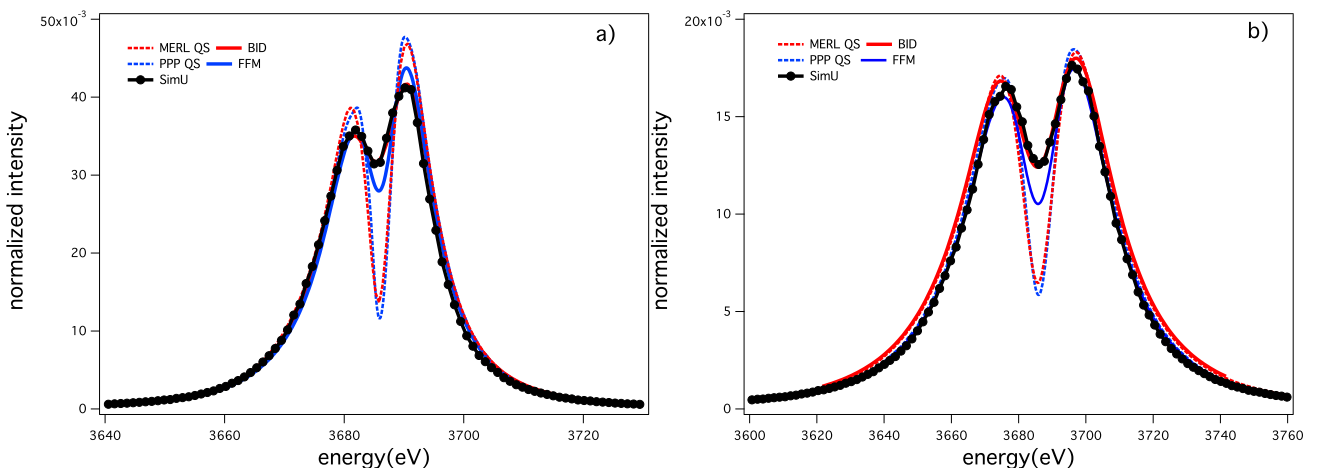 50x10⁻³
40
30
20
10
0
normalized intensity
a)
MERL QS BID
PPP QS FFM
SimU
3640 3660 3680 3700 3720
energy(eV)
20x10⁻³
15
10
5
0
normalized intensity
b)
MERL QS BID
PPP QS FFM
SimU
3600 3620 3640 3660 3680 3700 3720 3740 3760
energy(eV)